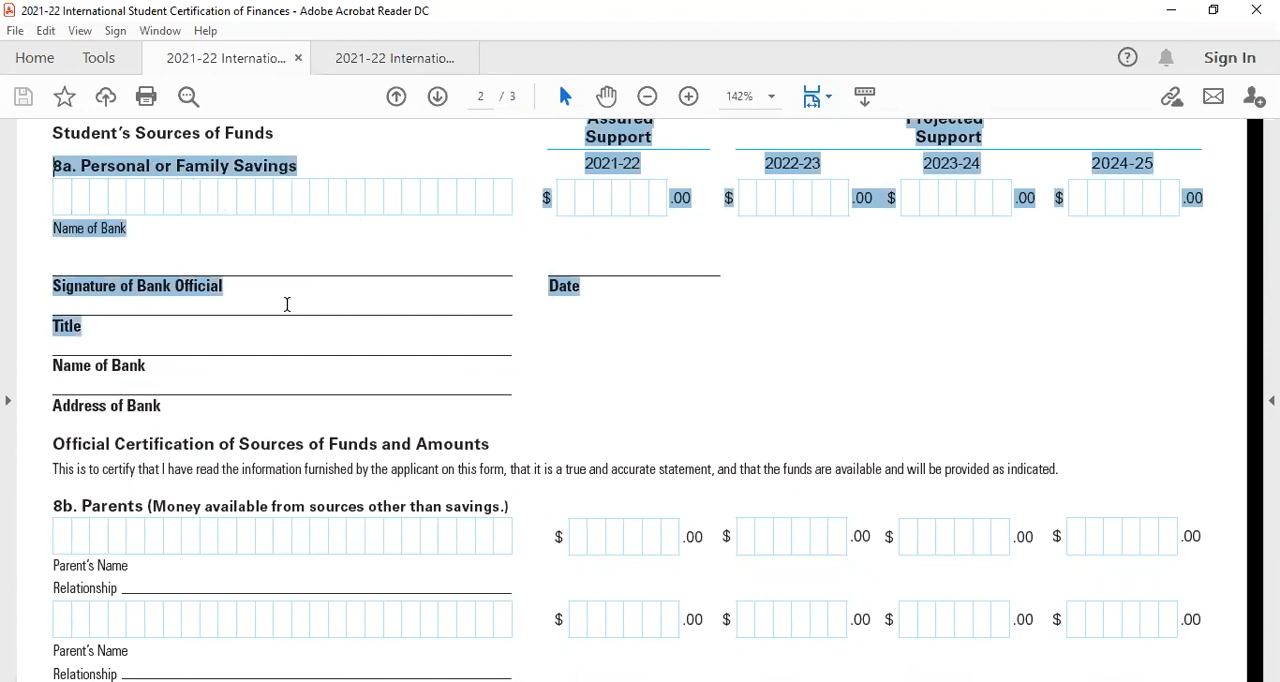 2021-22 International Student Certification of Finances - Adobe Acrobat Reader DC
File Edit View Sign Window Help
Home Tools 2021-22 Internatio... × 2021-22 Internatio... Sign In
2 / 3 142%
Student's Sources of Funds
Assured Support
Projected Support
8a. Personal or Family Savings 2021-22 2022-23 2023-24 2024-25
$ .00 $ .00 $ .00 $ .00
Name of Bank
Signature of Bank Official Date
Title
Name of Bank
Address of Bank
Official Certification of Sources of Funds and Amounts
This is to certify that I have read the information furnished by the applicant on this form, that it is a true and accurate statement, and that the funds are available and will be provided as indicated.
8b. Parents (Money available from sources other than savings.)
$ .00 $ .00 $ .00 $ .00
Parent's Name
Relationship
$ .00 $ .00 $ .00 $ .00
Parent's Name
Relationship